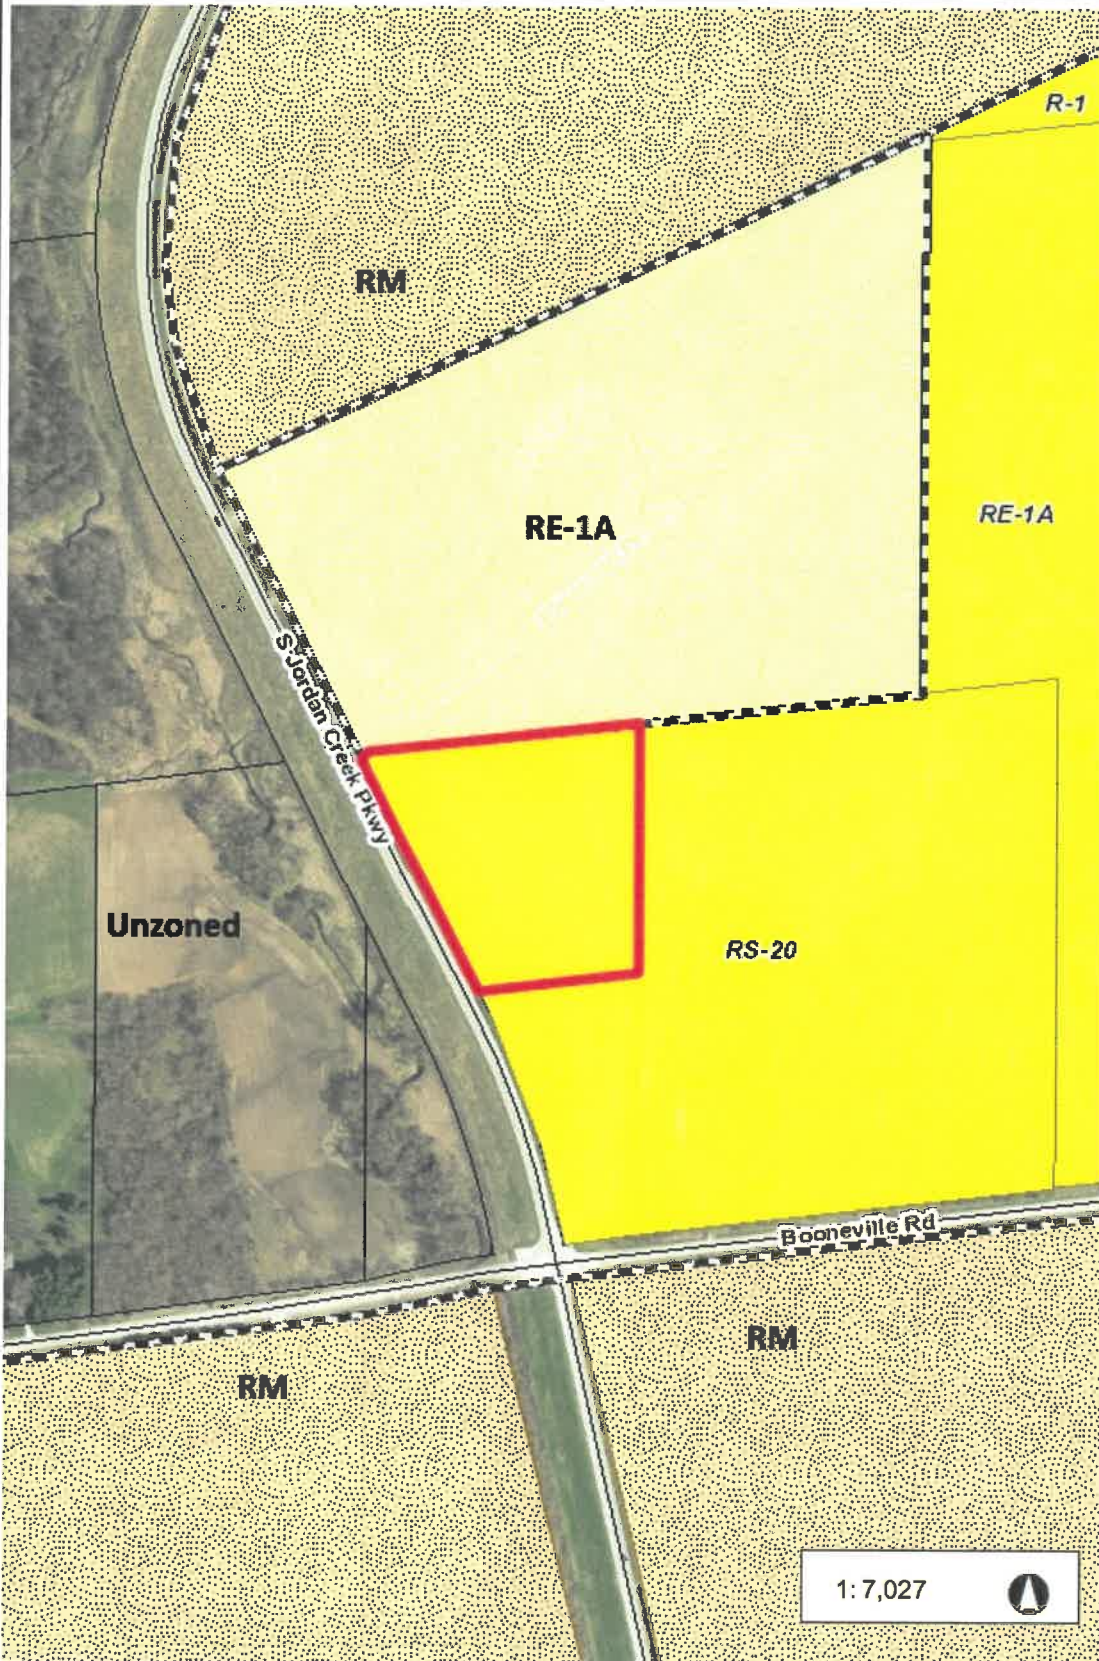 R-1
RM
RE-1A
RE-1A
S Jordan Creek Pkwy
Unzoned
RS-20
Booneville Rd
RM
RM
1: 7,027